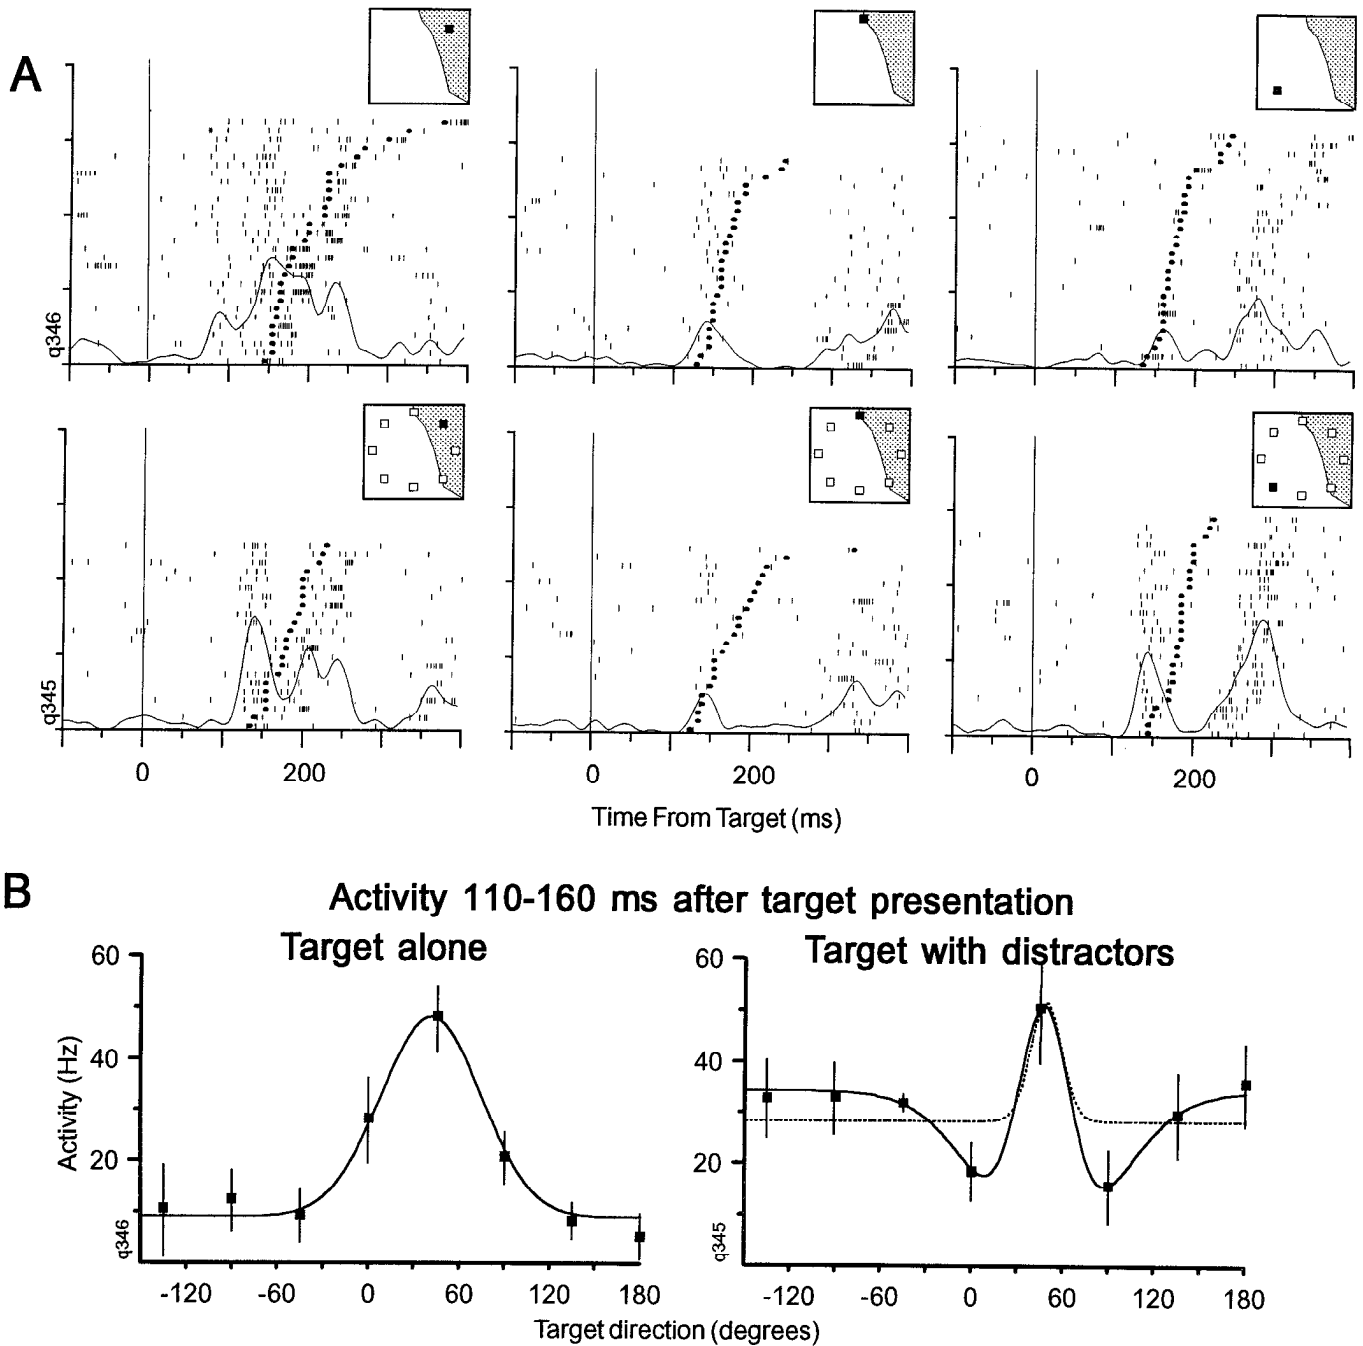 A
q346
q345
0 200 0 200 0 200
Time From Target (ms)
B
Activity 110-160 ms after target presentation
Target alone
Target with distractors
60
40
20
Activity (Hz)
q346
-120 -60 0 60 120 180
60
40
20
q345
-120 -60 0 60 120 180
Target direction (degrees)